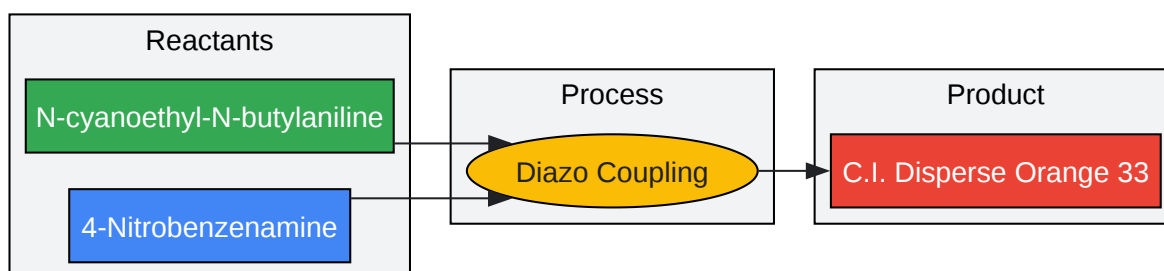 Reactants
N-cyanoethyl-N-butylaniline
4-Nitrobenzenamine
Process
Diazo Coupling
Product
C.I. Disperse Orange 33